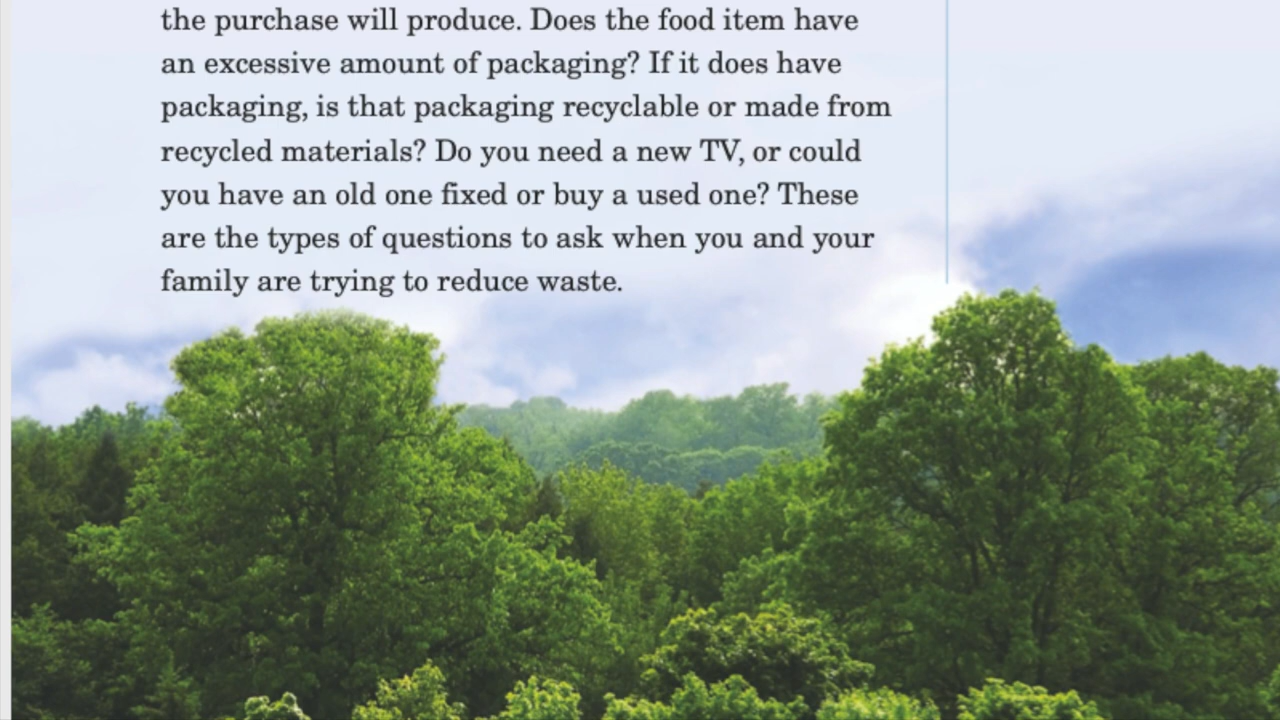 the purchase will produce. Does the food item have
an excessive amount of packaging? If it does have
packaging, is that packaging recyclable or made from
recycled materials? Do you need a new TV, or could
you have an old one fixed or buy a used one? These
are the types of questions to ask when you and your
family are trying to reduce waste.